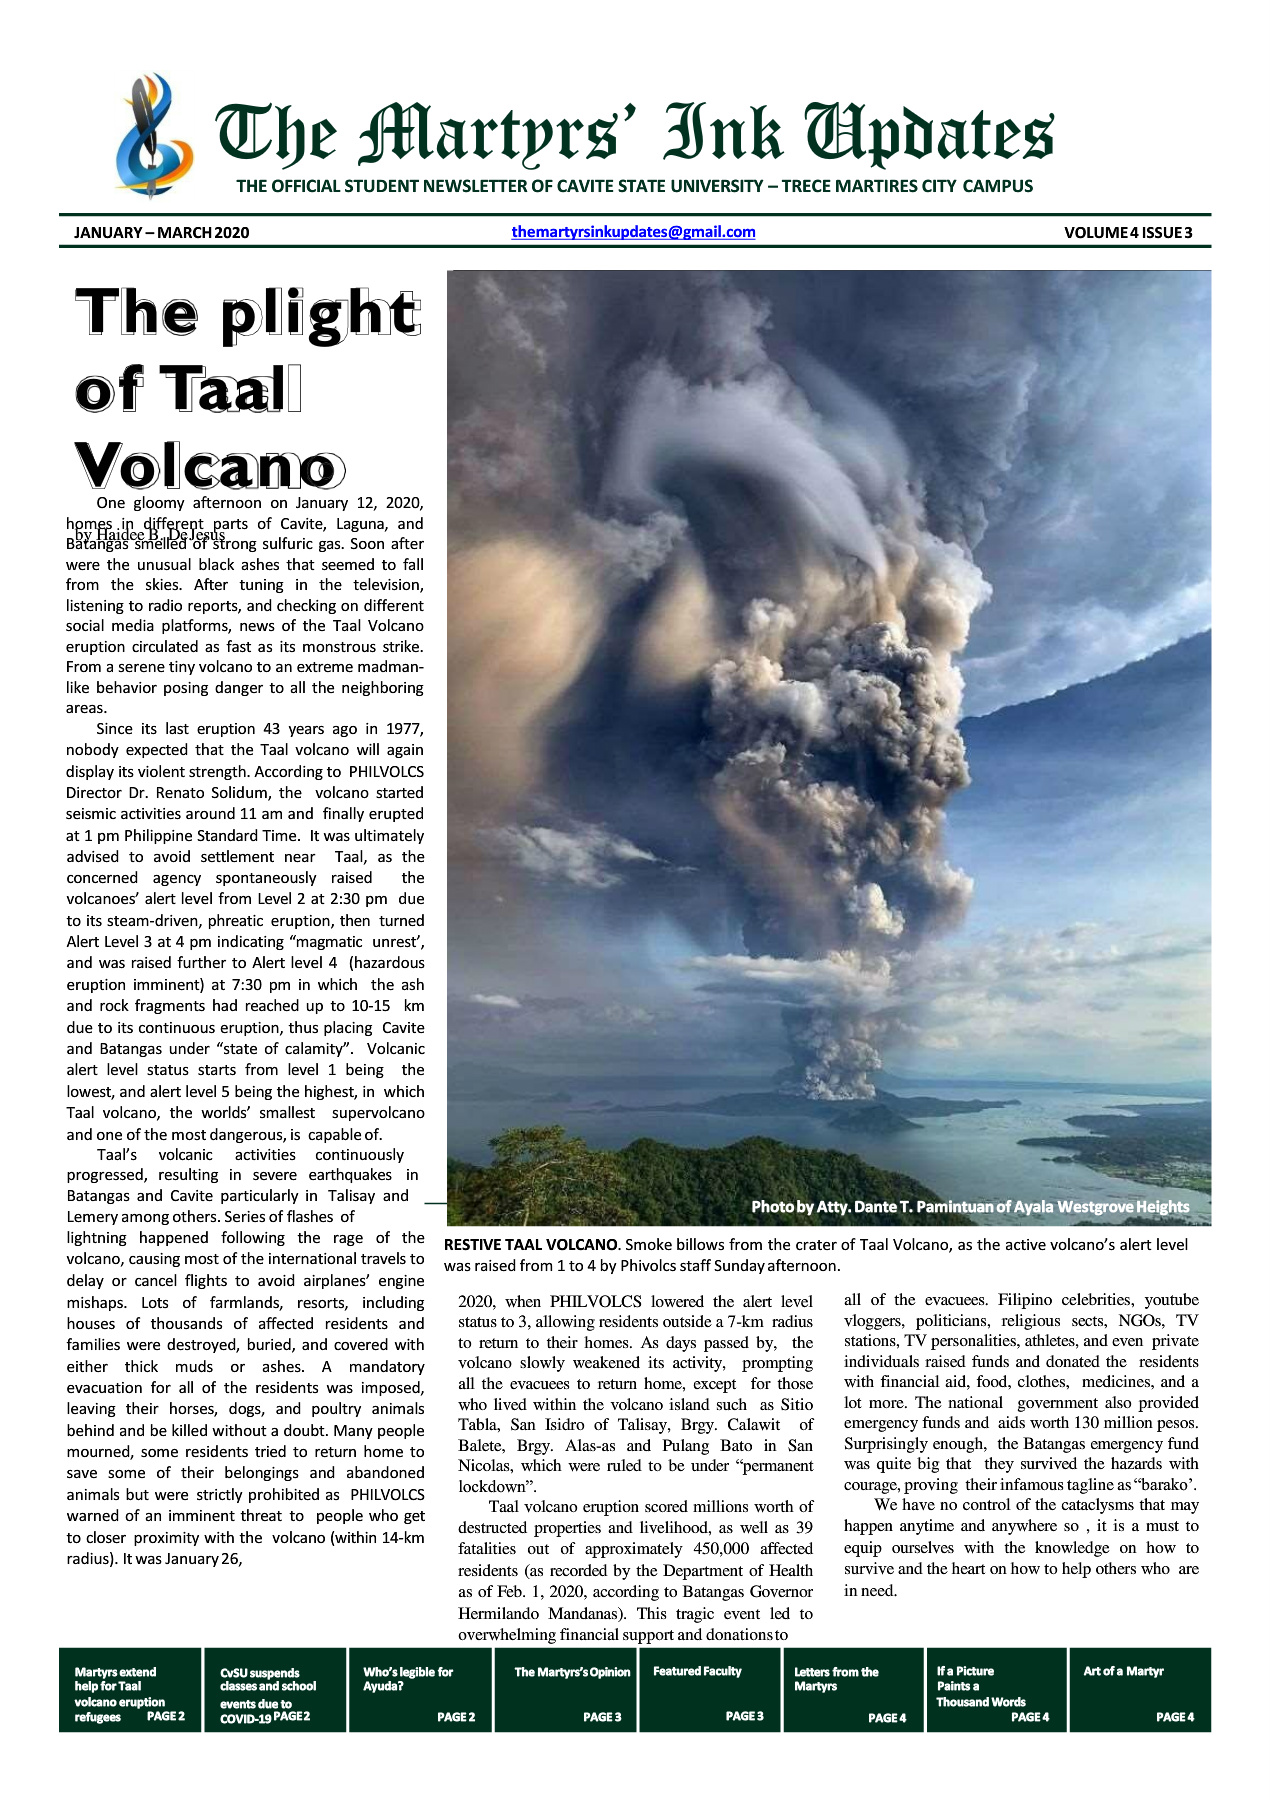 The Martyrs’ Ink Updates
THE OFFICIAL STUDENT NEWSLETTER OF CAVITE STATE UNIVERSITY – TRECE MARTIRES CITY CAMPUS
JANUARY – MARCH 2020
themartyrsinkupdates@gmail.com
VOLUME 4 ISSUE 3
The plight
of Taal
Volcano
by Haidee B. DeJesus
One gloomy afternoon on January 12, 2020,
homes in different parts of Cavite, Laguna, and
Batangas smelled of strong sulfuric gas. Soon after
were the unusual black ashes that seemed to fall
from the skies. After tuning in the television,
listening to radio reports, and checking on different
social media platforms, news of the Taal Volcano
eruption circulated as fast as its monstrous strike.
From a serene tiny volcano to an extreme madman-
like behavior posing danger to all the neighboring
areas.
Since its last eruption 43 years ago in 1977,
nobody expected that the Taal volcano will again
display its violent strength. According to PHILVOLCS
Director Dr. Renato Solidum, the volcano started
seismic activities around 11 am and finally erupted
at 1 pm Philippine Standard Time. It was ultimately
advised to avoid settlement near Taal, as the
concerned agency spontaneously raised the
volcanoes’ alert level from Level 2 at 2:30 pm due
to its steam-driven, phreatic eruption, then turned
Alert Level 3 at 4 pm indicating “magmatic unrest’,
and was raised further to Alert level 4 (hazardous
eruption imminent) at 7:30 pm in which the ash
and rock fragments had reached up to 10-15 km
due to its continuous eruption, thus placing Cavite
and Batangas under “state of calamity”. Volcanic
alert level status starts from level 1 being the
lowest, and alert level 5 being the highest, in which
Taal volcano, the worlds’ smallest supervolcano
and one of the most dangerous, is capable of.
Taal’s volcanic activities continuously
progressed, resulting in severe earthquakes in
Batangas and Cavite particularly in Talisay and
Lemery among others. Series of flashes of
lightning happened following the rage of the
volcano, causing most of the international travels to
delay or cancel flights to avoid airplanes’ engine
mishaps. Lots of farmlands, resorts, including
houses of thousands of affected residents and
families were destroyed, buried, and covered with
either thick muds or ashes. A mandatory
evacuation for all of the residents was imposed,
leaving their horses, dogs, and poultry animals
behind and be killed without a doubt. Many people
mourned, some residents tried to return home to
save some of their belongings and abandoned
animals but were strictly prohibited as PHILVOLCS
warned of an imminent threat to people who get
to closer proximity with the volcano (within 14-km
radius). It was January 26,
Photo by Atty. Dante T. Pamintuan of Ayala Westgrove Heights
RESTIVE TAAL VOLCANO. Smoke billows from the crater of Taal Volcano, as the active volcano’s alert level
was raised from 1 to 4 by Phivolcs staff Sunday afternoon.
2020, when PHILVOLCS lowered the alert level
status to 3, allowing residents outside a 7-km radius
to return to their homes. As days passed by, the
volcano slowly weakened its activity, prompting
all the evacuees to return home, except for those
who lived within the volcano island such as Sitio
Tabla, San Isidro of Talisay, Brgy. Calawit of
Balete, Brgy. Alas-as and Pulang Bato in San
Nicolas, which were ruled to be under “permanent
lockdown”.
Taal volcano eruption scored millions worth of
destructed properties and livelihood, as well as 39
fatalities out of approximately 450,000 affected
residents (as recorded by the Department of Health
as of Feb. 1, 2020, according to Batangas Governor
Hermilando Mandanas). This tragic event led to
overwhelming financial support and donations to
all of the evacuees. Filipino celebrities, youtube
vloggers, politicians, religious sects, NGOs, TV
stations, TV personalities, athletes, and even private
individuals raised funds and donated the residents
with financial aid, food, clothes, medicines, and a
lot more. The national government also provided
emergency funds and aids worth 130 million pesos.
Surprisingly enough, the Batangas emergency fund
was quite big that they survived the hazards with
courage, proving their infamous tagline as “barako’.
We have no control of the cataclysms that may
happen anytime and anywhere so , it is a must to
equip ourselves with the knowledge on how to
survive and the heart on how to help others who are
in need.
Martyrs extend
help for Taal
volcano eruption
refugees PAGE 2
CvSU suspends
classes and school
events due to
COVID-19 PAGE 2
Who’s legible for
Ayuda?
PAGE 2
The Martyrs’s Opinion
PAGE 3
Featured Faculty
PAGE 3
Letters from the
Martyrs
PAGE 4
If a Picture
Paints a
Thousand Words
PAGE 4
Art of a Martyr
PAGE 4